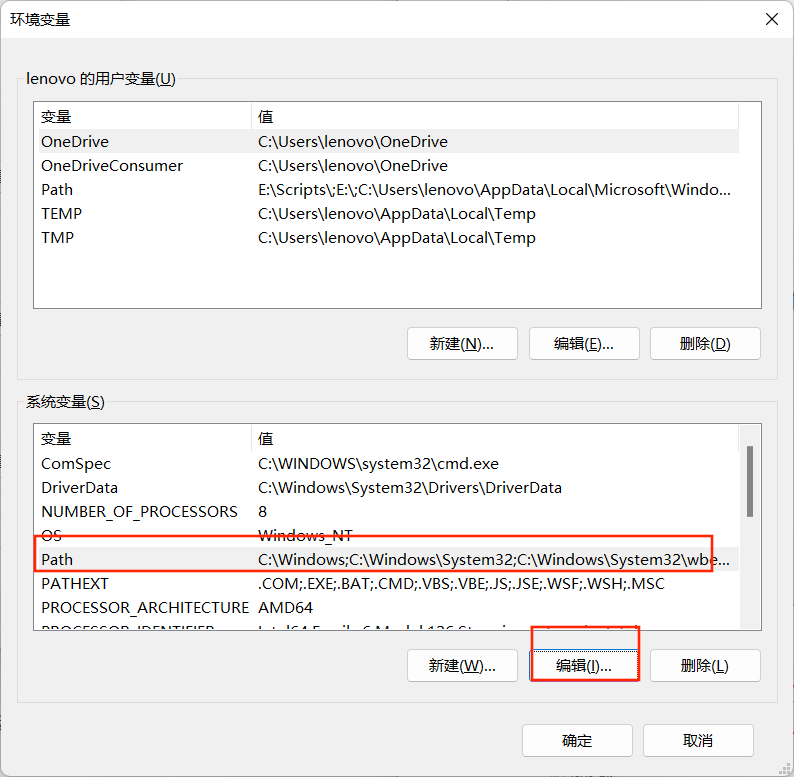 环境变量
lenovo 的用户变量(U)
变量 值
OneDrive C:\Users\lenovo\OneDrive
OneDriveConsumer C:\Users\lenovo\OneDrive
Path E:\Scripts\;E:\;C:\Users\lenovo\AppData\Local\Microsoft\Windo...
TEMP C:\Users\lenovo\AppData\Local\Temp
TMP C:\Users\lenovo\AppData\Local\Temp
新建(N)... 编辑(E)... 删除(D)
系统变量(S)
变量 值
ComSpec C:\WINDOWS\system32\cmd.exe
DriverData C:\Windows\System32\Drivers\DriverData
NUMBER_OF_PROCESSORS 8
OS Windows_NT
Path C:\Windows;C:\Windows\System32;C:\Windows\System32\wbe...
PATHEXT .COM;.EXE;.BAT;.CMD;.VBS;.VBE;.JS;.JSE;.WSF;.WSH;.MSC
PROCESSOR_ARCHITECTURE AMD64
PROCESSOR_IDENTIFIER
新建(W)... 编辑(I)... 删除(L)
确定 取消